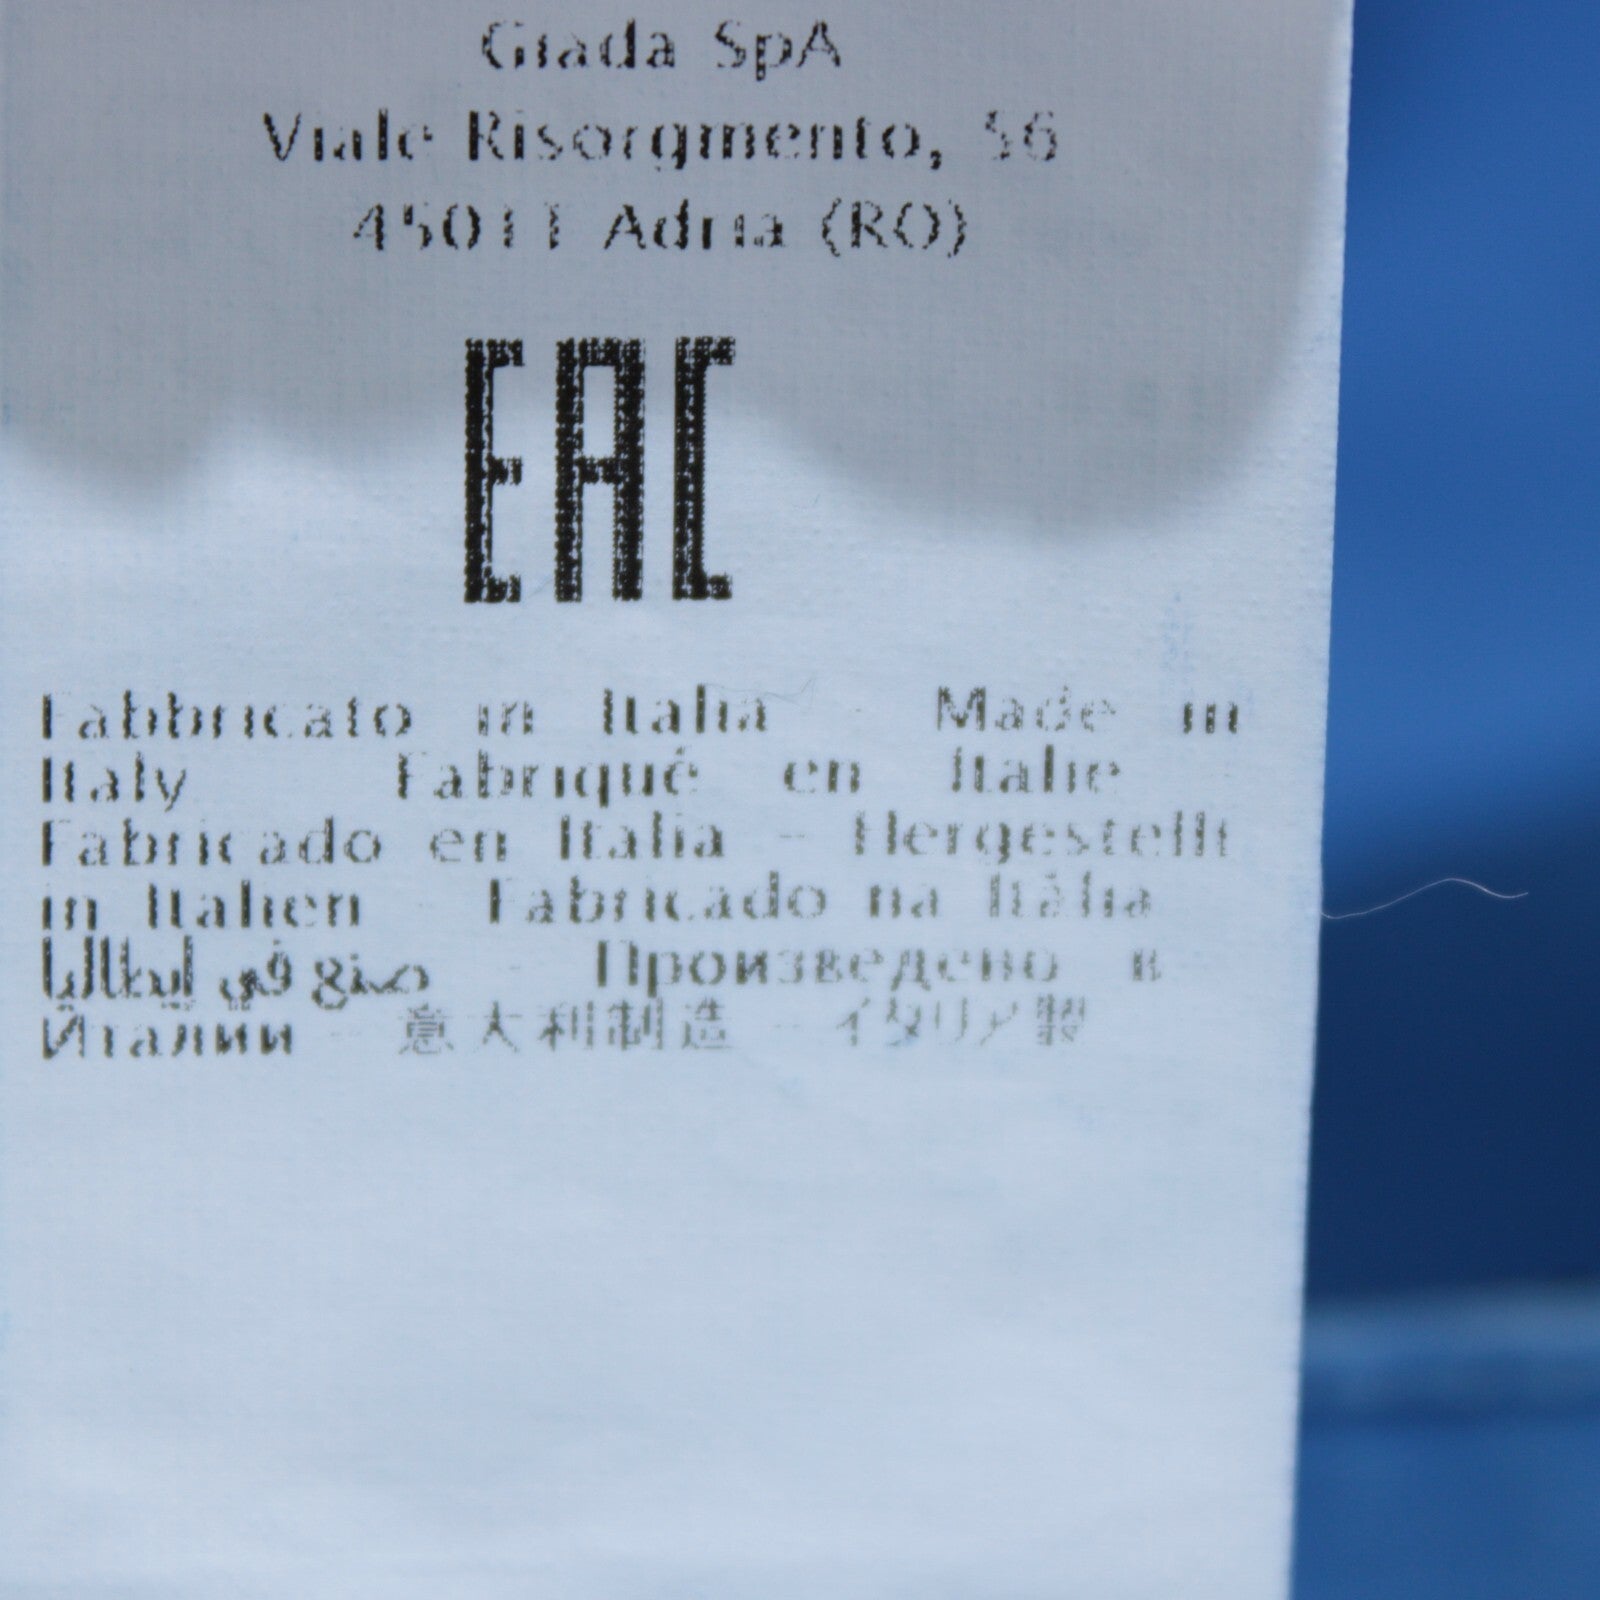 Giada SpA
Viale Risorgmento, 56
45011 Adria (RO)
EAC
Fabbricato in Italia - Made in
Italy Fabriqué en Italie
Fabricado en Italia - Hergestellt
in Italien - Fabricado na Itália
صنع في إيطاليا - Произведено в
Италии - 意大利制造 - イタリア製